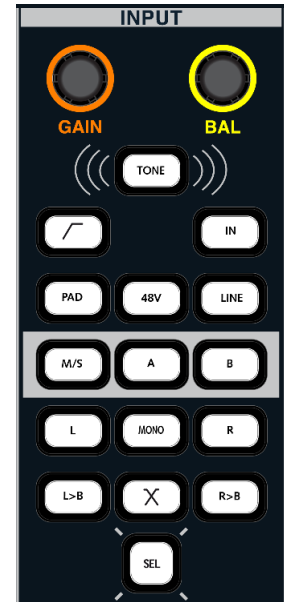 INPUT
GAIN BAL
TONE
IN
PAD 48V LINE
M/S A B
L MONO R
L>B X R>B
SEL